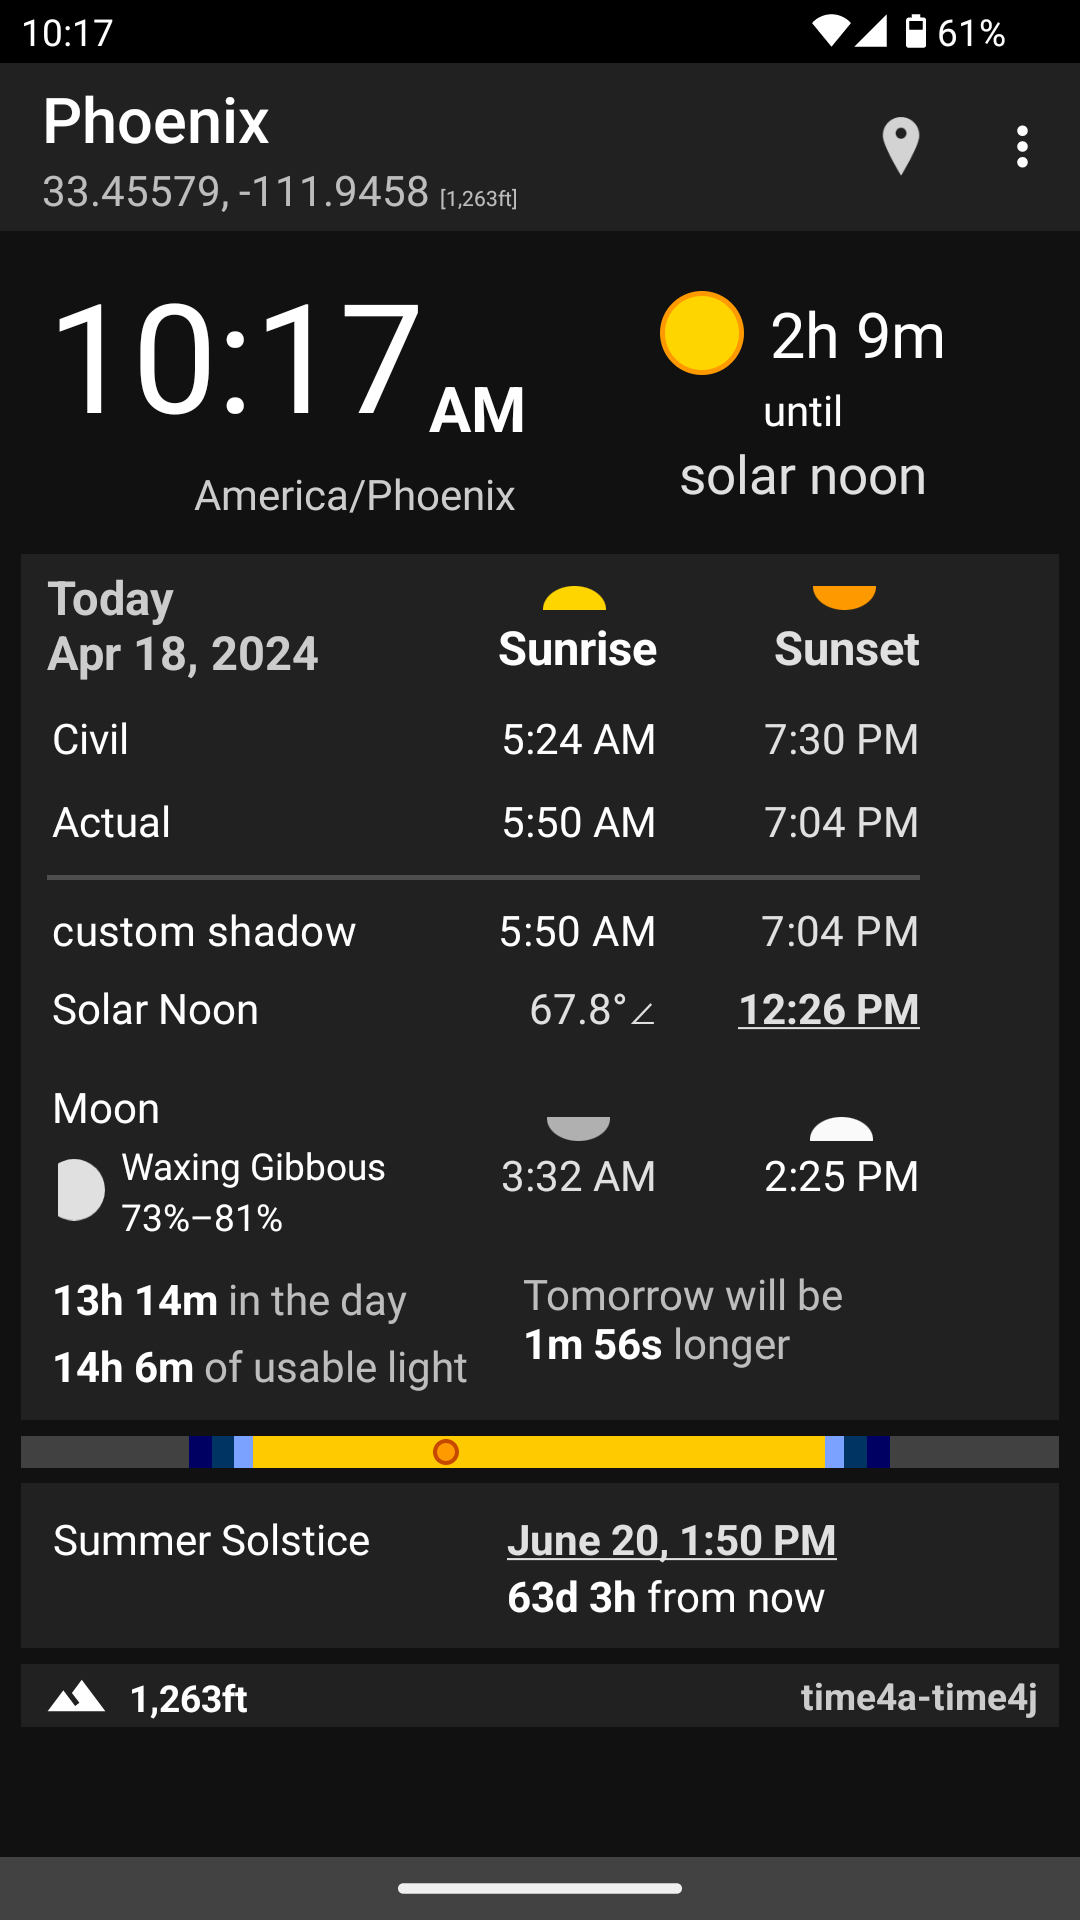 10:17 61%
Phoenix
33.45579, -111.9458 [1,263ft]
10:17 AM
America/Phoenix
2h 9m
until
solar noon
Today
Apr 18, 2024
Sunrise Sunset
Civil 5:24 AM 7:30 PM
Actual 5:50 AM 7:04 PM
custom shadow 5:50 AM 7:04 PM
Solar Noon 67.8°∠ 12:26 PM
Moon
Waxing Gibbous 3:32 AM 2:25 PM
73%–81%
13h 14m in the day
14h 6m of usable light
Tomorrow will be
1m 56s longer
Summer Solstice June 20, 1:50 PM
63d 3h from now
1,263ft time4a-time4j